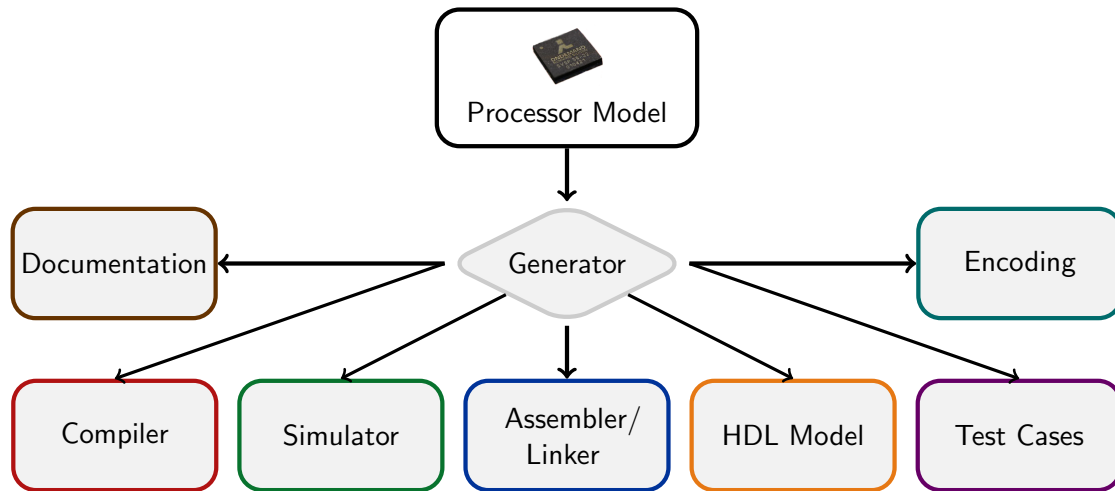 Processor Model
Documentation
Generator
Encoding
Compiler
Simulator
Assembler/
Linker
HDL Model
Test Cases